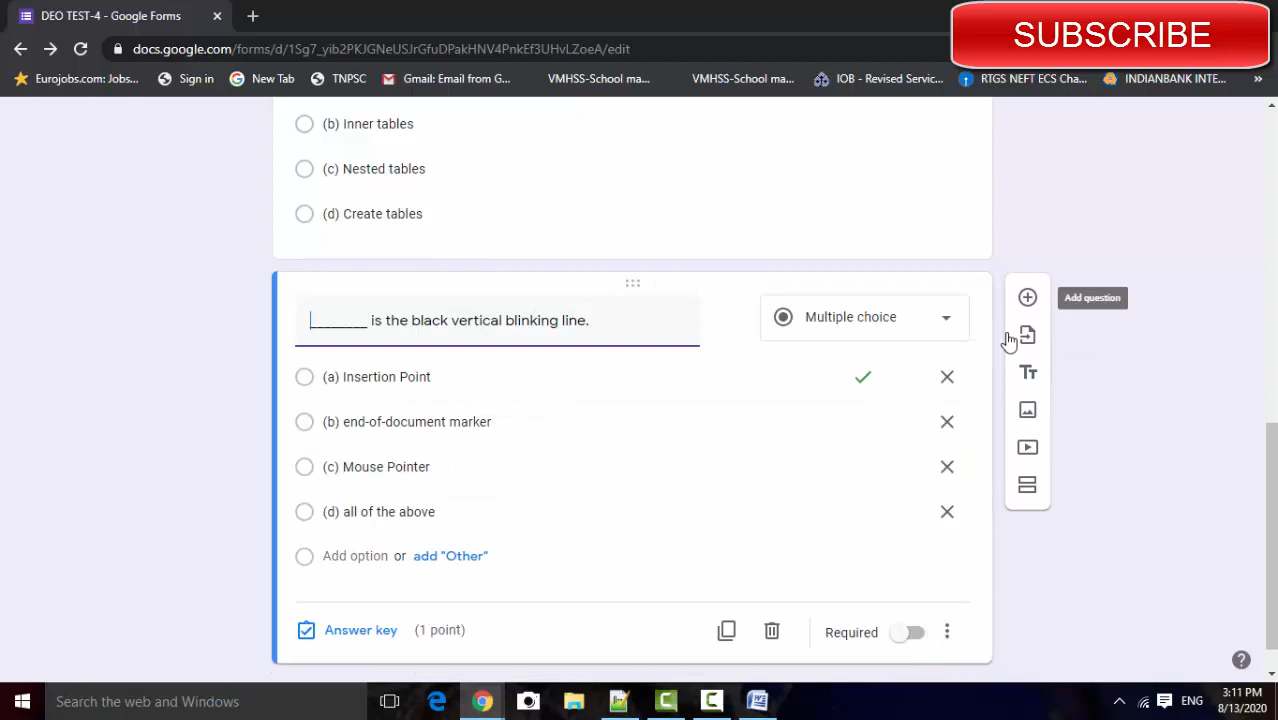 DEO TEST-4 - Google Forms
SUBSCRIBE
docs.google.com/forms/d/1Sg7_yib2PKJGNeUSJrGfuDPakHNV4PnkEf3UHvLZoeA/edit
Eurojobs.com: Jobs...
Sign in
New Tab
TNPSC
Gmail: Email from G...
VMHSS-School ma...
VMHSS-School ma...
IOB - Revised Servic...
RTGS NEFT ECS Cha...
INDIANBANK INTE...
»
(b) Inner tables
(c) Nested tables
(d) Create tables
________ is the black vertical blinking line.
Multiple choice
Add question
(a) Insertion Point
(b) end-of-document marker
(c) Mouse Pointer
(d) all of the above
Add option or add "Other"
Answer key (1 point)
Required
Search the web and Windows
ENG
3:11 PM
8/13/2020